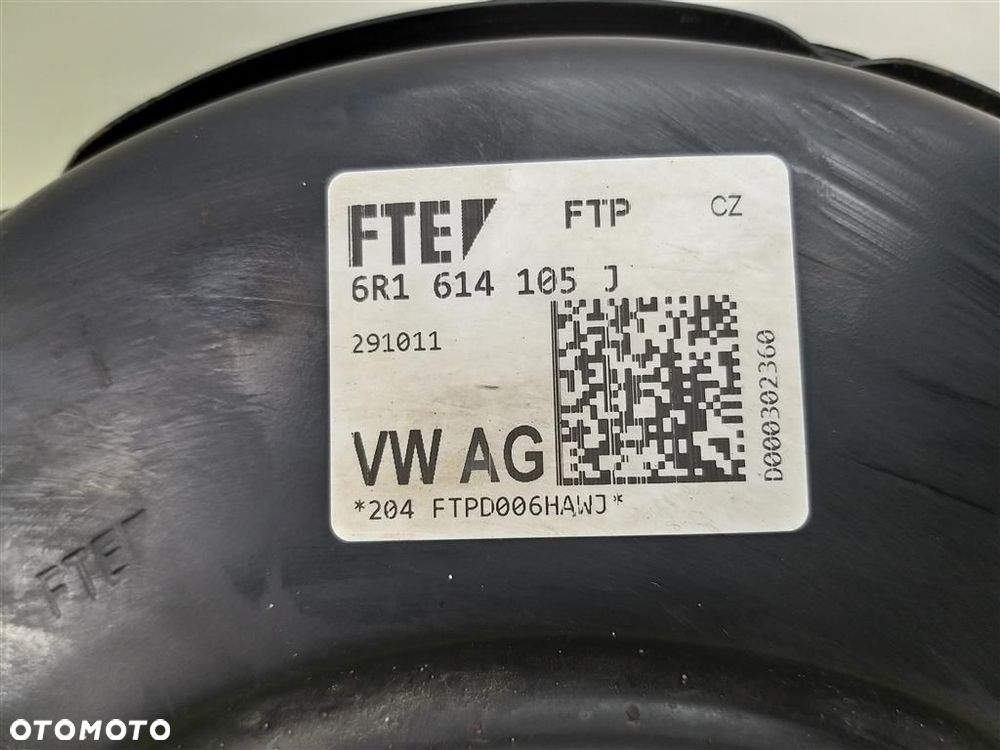 FTE FTP CZ
6R1 614 105 J
291011
D000302360
VW AG
*204 FTPD006HAWJ*
FTE
OTOMOTO